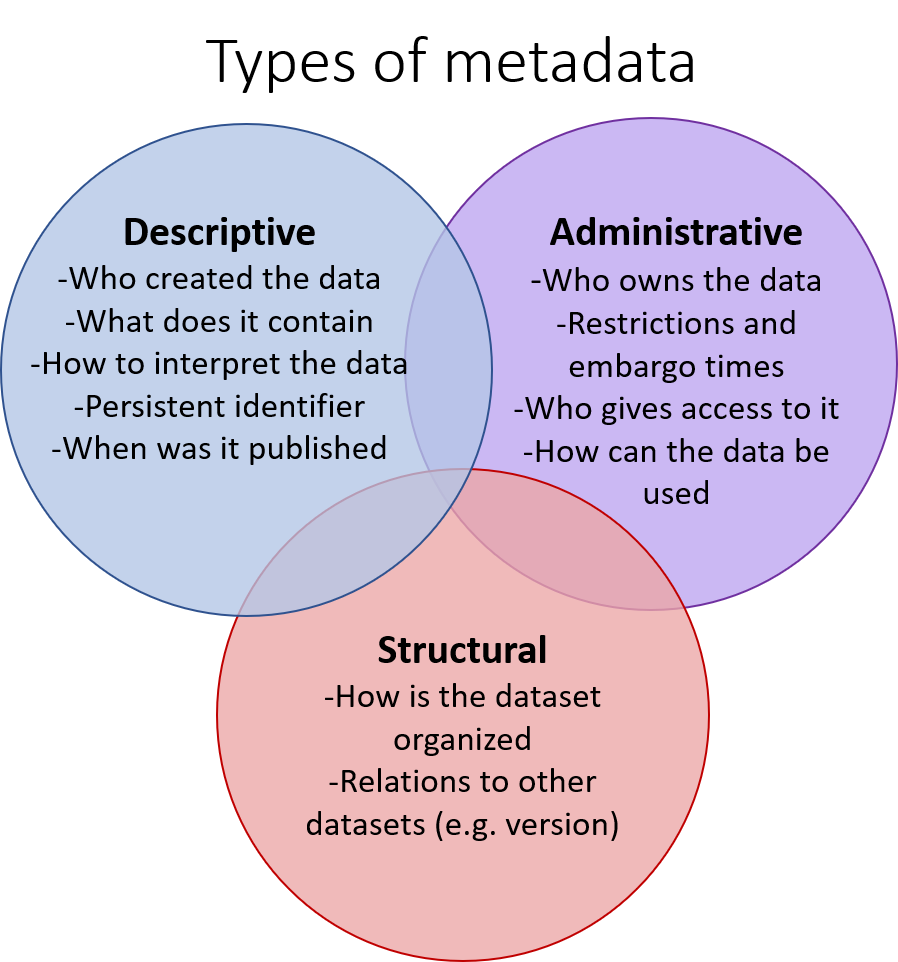 Types of metadata
Descriptive
-Who created the data
-What does it contain
-How to interpret the data
-Persistent identifier
-When was it published
Administrative
-Who owns the data
-Restrictions and
embargo times
-Who gives access to it
-How can the data be
used
Structural
-How is the dataset
organized
-Relations to other
datasets (e.g. version)